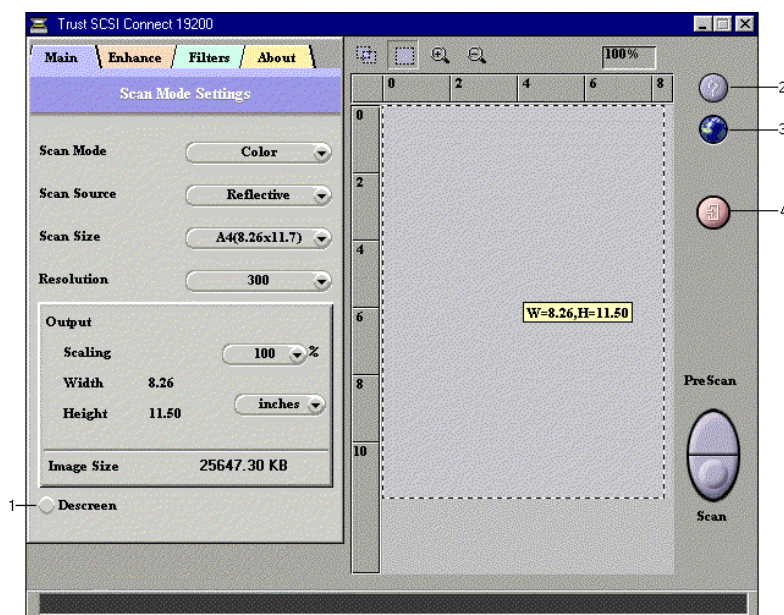 Trust SCSI Connect 19200
Main Enhance Filters About
100%
Scan Mode Settings
0 2 4 6 8
0
2
4
6
8
10
Scan Mode Color
Scan Source Reflective
Scan Size A4(8.26x11.7)
Resolution 300
Output
Scaling 100 %
Width 8.26
Height 11.50 inches
Image Size 25647.30 KB
1 Descreen
W=8.26,H=11.50
2
3
4
PreScan
Scan